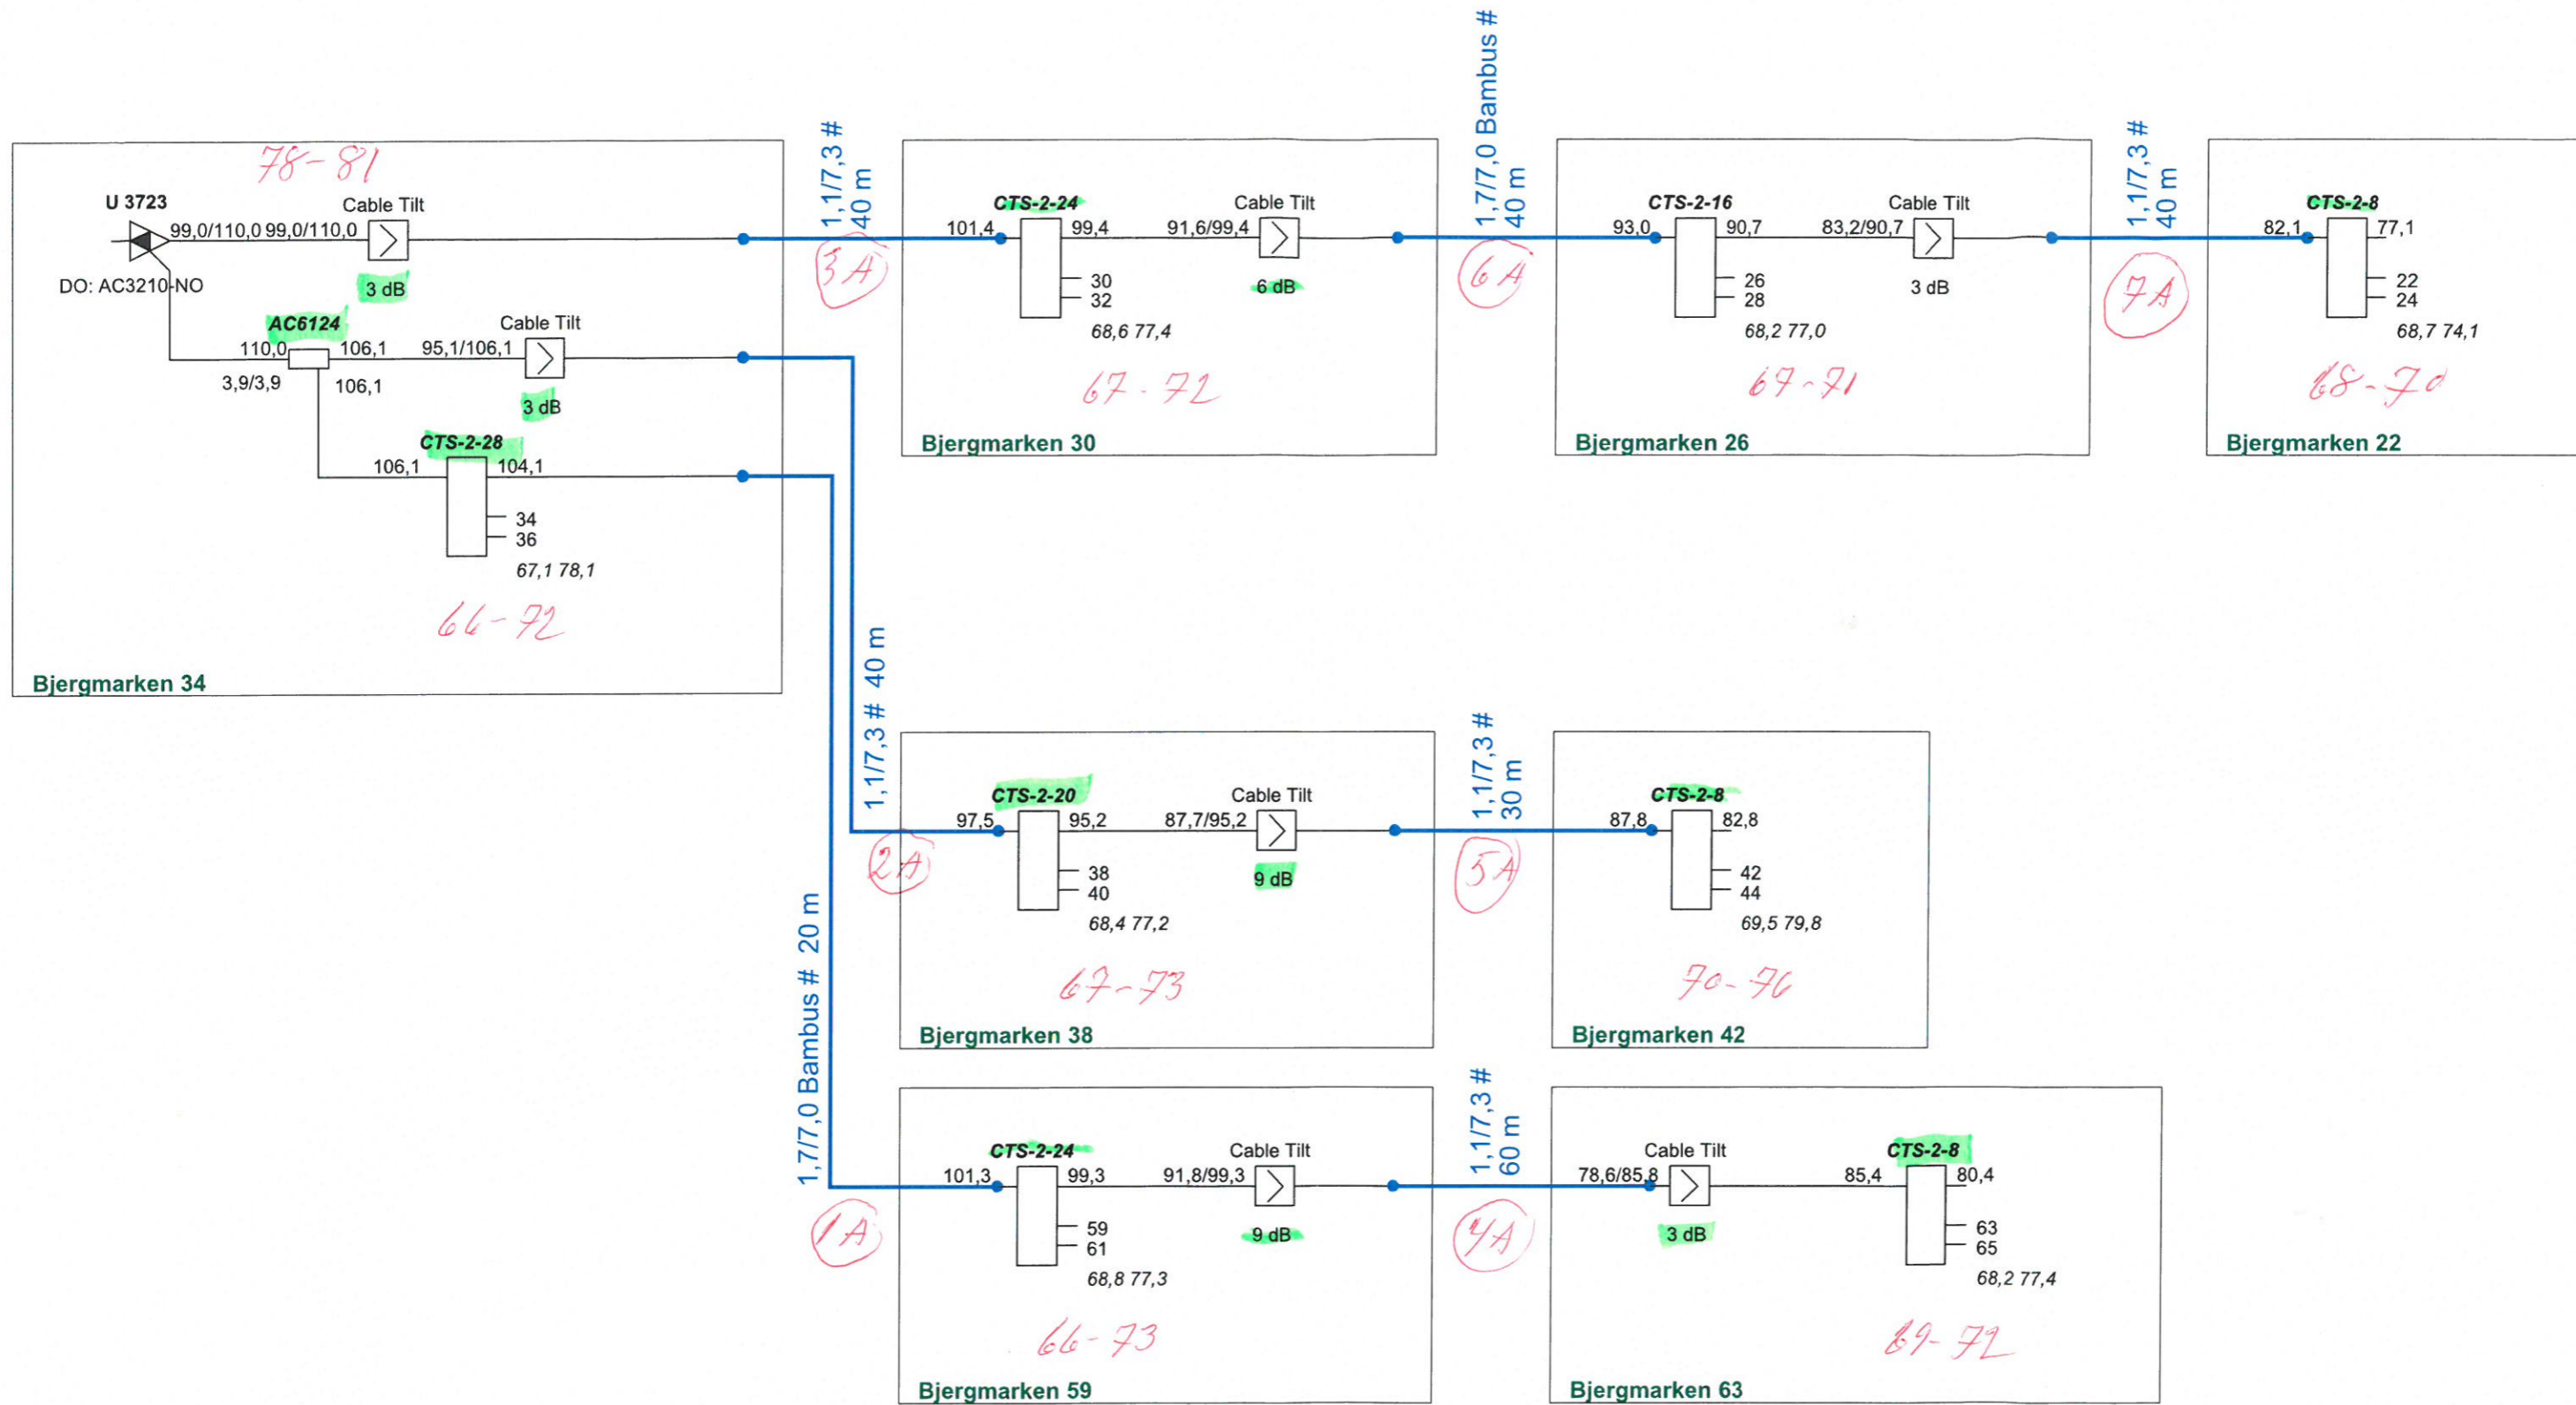 78-81
U 3723
99,0/110,0 99,0/110,0
Cable Tilt
3 dB
DO: AC3210-NO
AC6124
110,0
3,9/3,9
106,1
106,1
95,1/106,1
Cable Tilt
3 dB
CTS-2-28
106,1
104,1
34
36
67,1 78,1
66-72
Bjergmarken 34
1,1/7,3 #
40 m
3A
CTS-2-24
101,4
99,4
91,6/99,4
Cable Tilt
6 dB
30
32
68,6 77,4
67-72
Bjergmarken 30
1,7/7,0 Bambus #
40 m
6A
CTS-2-16
93,0
90,7
83,2/90,7
Cable Tilt
3 dB
26
28
68,2 77,0
67-71
Bjergmarken 26
1,1/7,3 #
40 m
7A
CTS-2-8
82,1
77,1
22
24
68,7 74,1
68-70
Bjergmarken 22
1,1/7,3 # 40 m
2A
CTS-2-20
97,5
95,2
87,7/95,2
Cable Tilt
9 dB
38
40
68,4 77,2
67-73
Bjergmarken 38
1,1/7,3 #
30 m
5A
CTS-2-8
87,8
82,8
42
44
69,5 79,8
70-76
Bjergmarken 42
1,7/7,0 Bambus # 20 m
1A
CTS-2-24
101,3
99,3
91,8/99,3
Cable Tilt
9 dB
59
61
68,8 77,3
66-73
Bjergmarken 59
1,1/7,3 #
60 m
4A
78,6/85,8
Cable Tilt
3 dB
CTS-2-8
85,4
80,4
63
65
68,2 77,4
69-72
Bjergmarken 63